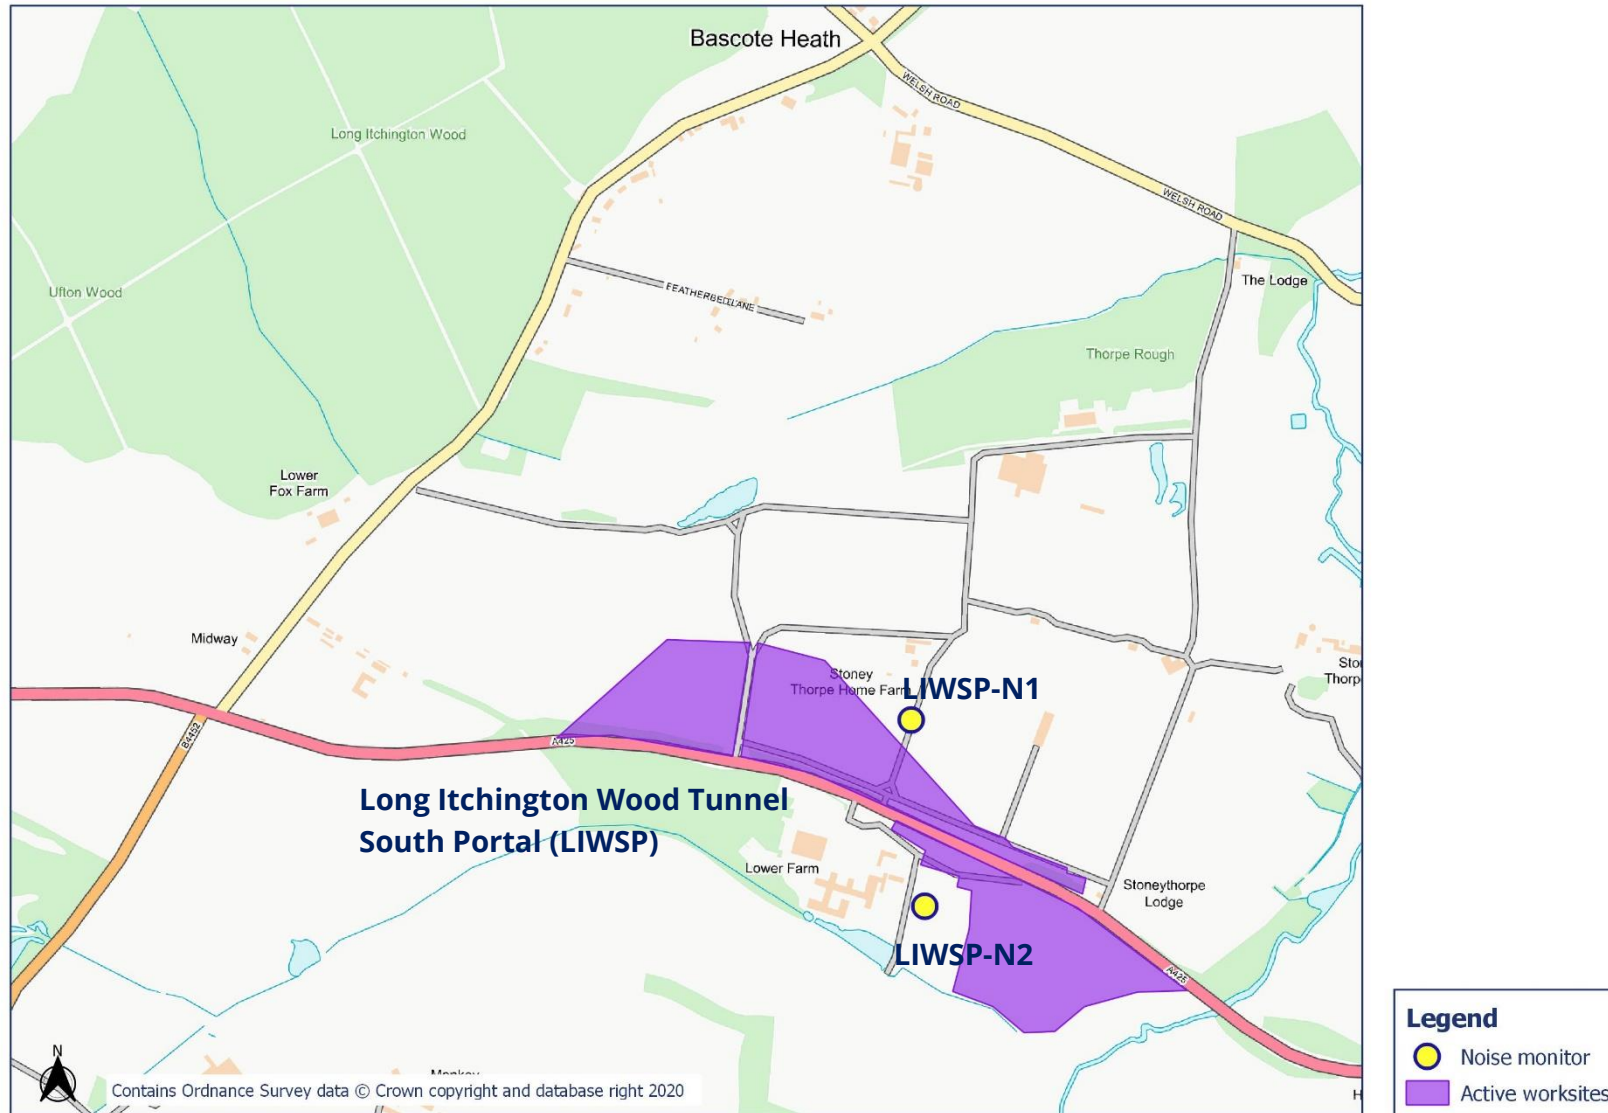 Bascote Heath
WELSH ROAD
Long Itchington Wood
WELSH ROAD
The Lodge
Ufton Wood
FEATHERBED LANE
Thorpe Rough
Lower
Fox Farm
Midway
Stoney
Thorpe Home Farm
LIWSP-N1
B4452
A425
Long Itchington Wood Tunnel
South Portal (LIWSP)
Lower Farm
Stoneythorpe
Lodge
LIWSP-N2
A425
N
Contains Ordnance Survey data © Crown copyright and database right 2020
Legend
Noise monitor
Active worksites